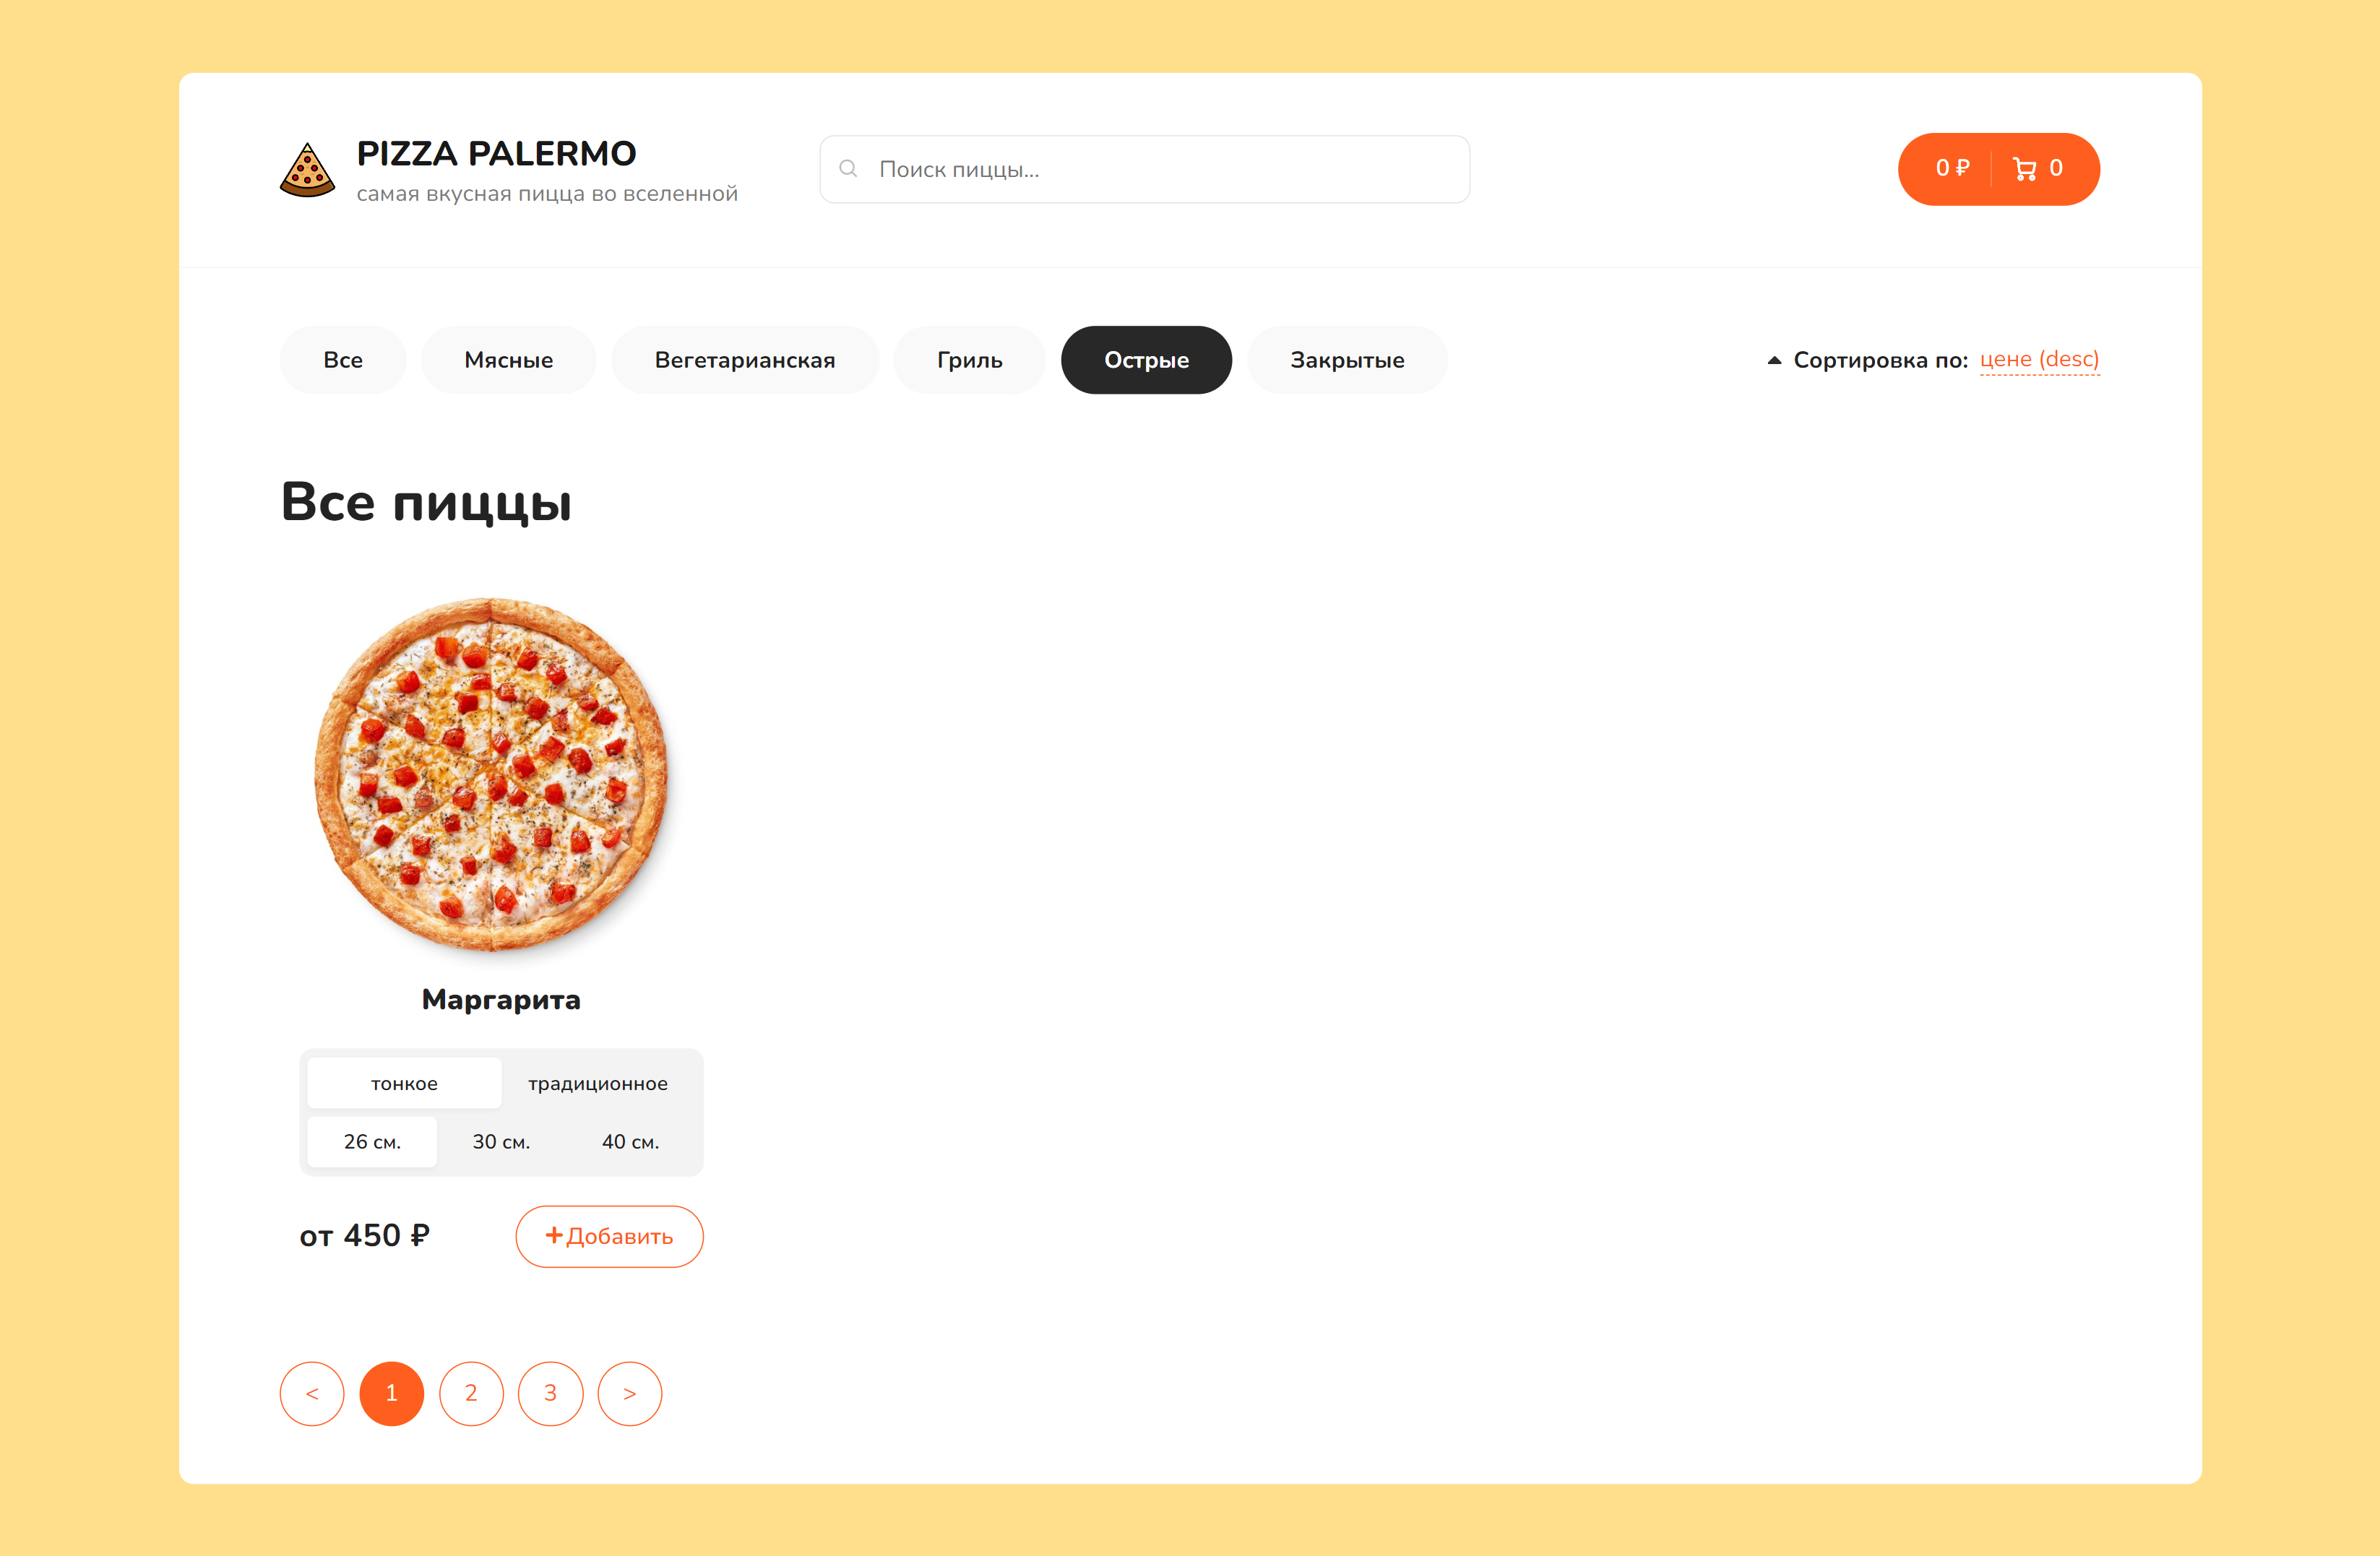 PIZZA PALERMO
самая вкусная пицца во вселенной
Поиск пиццы...
0 ₽
0
Все
Мясные
Вегетарианская
Гриль
Острые
Закрытые
Сортировка по: цене (desc)
Все пиццы
Маргарита
тонкое
традиционное
26 см.
30 см.
40 см.
от 450 ₽
+Добавить
<
1
2
3
>